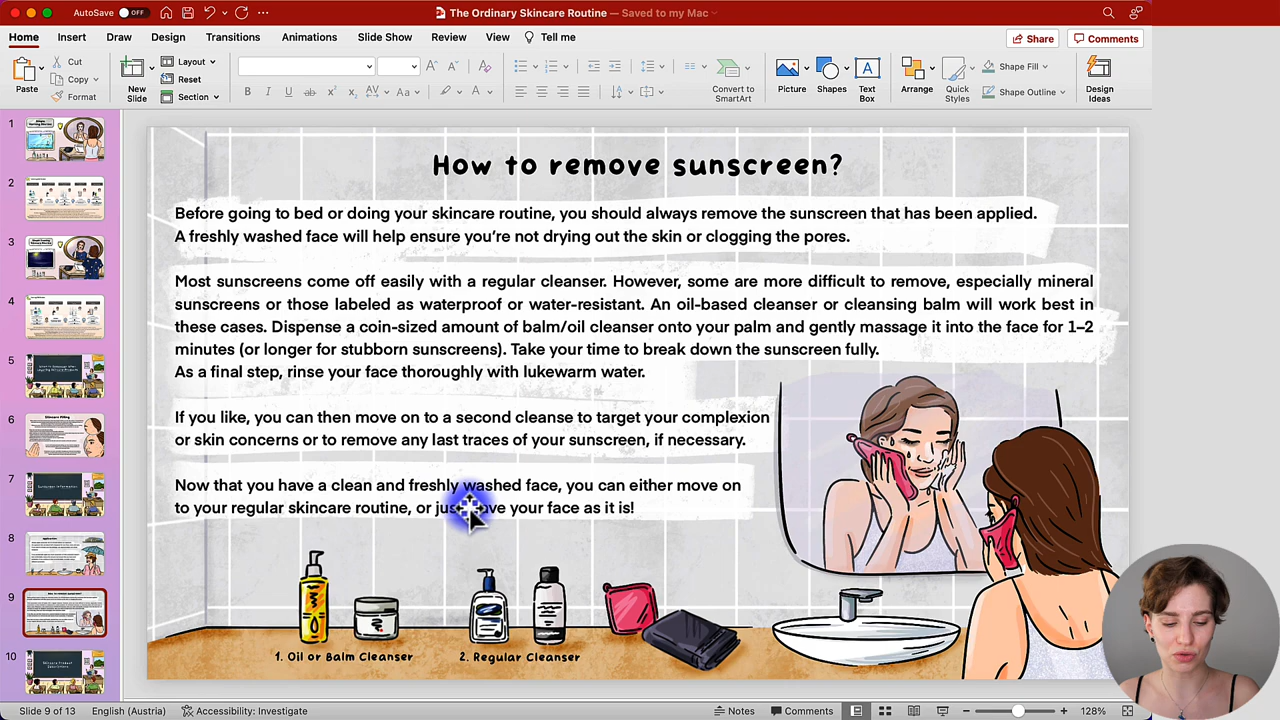 AutoSave OFF
The Ordinary Skincare Routine — Saved to my Mac
Home Insert Draw Design Transitions Animations Slide Show Review View Tell me
Share Comments
Paste
Cut
Copy
Format
New
Slide
Layout
Reset
Section
Convert to
SmartArt
Picture
Shapes
Text
Box
Arrange
Quick
Styles
Shape Fill
Shape Outline
Design
Ideas
1
2
3
4
5
6
7
8
9
10
How to remove sunscreen?
Before going to bed or doing your skincare routine, you should always remove the sunscreen that has been applied.
A freshly washed face will help ensure you’re not drying out the skin or clogging the pores.
Most sunscreens come off easily with a regular cleanser. However, some are more difficult to remove, especially mineral
sunscreens or those labeled as waterproof or water-resistant. An oil-based cleanser or cleansing balm will work best in
these cases. Dispense a coin-sized amount of balm/oil cleanser onto your palm and gently massage it into the face for 1–2
minutes (or longer for stubborn sunscreens). Take your time to break down the sunscreen fully.
As a final step, rinse your face thoroughly with lukewarm water.
If you like, you can then move on to a second cleanse to target your complexion
or skin concerns or to remove any last traces of your sunscreen, if necessary.
Now that you have a clean and freshly washed face, you can either move on
to your regular skincare routine, or your face as it is!
1. Oil or Balm Cleanser
2. Regular Cleanser
Slide 9 of 13 English (Austria) Accessibility: Investigate
Notes Comments 128%